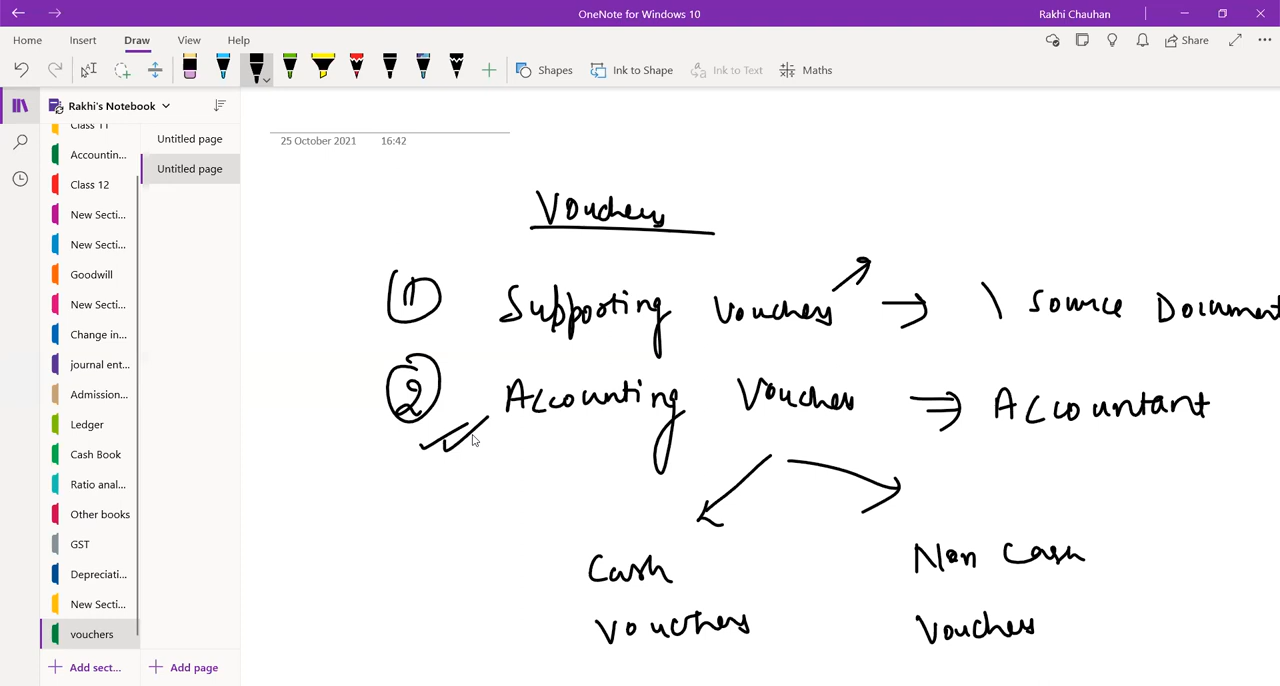 OneNote for Windows 10
Rakhi Chauhan
Home Insert Draw View Help
Share
Shapes
Ink to Shape
Ink to Text
Maths
Rakhi's Notebook
Class 11
Accountin...
Class 12
New Secti...
New Secti...
Goodwill
New Secti...
Change in...
journal ent...
Admission...
Ledger
Cash Book
Ratio anal...
Other books
GST
Depreciati...
New Secti...
vouchers
Add sect...
Untitled page
Untitled page
Add page
25 October 2021 16:42
Vouchers
① Supporting Vouchers → \ Source Document
② Accounting Voucher ⇒ Accountant
Cash Non Cash
Vouchers Vouchers